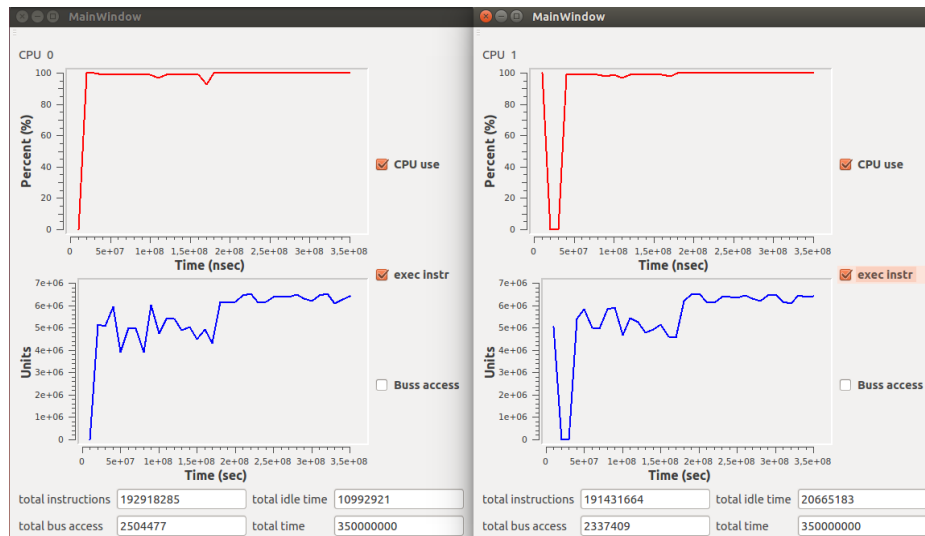 MainWindow
CPU 0
Percent (%)
100
80
60
40
20
0
0 5e+07 1e+08 1,5e+08 2e+08 2,5e+08 3e+08 3,5e+08
Time (nsec)
CPU use
exec instr
Buss access
Units
7e+06
6e+06
5e+06
4e+06
3e+06
2e+06
1e+06
0
0 5e+07 1e+08 1,5e+08 2e+08 2,5e+08 3e+08 3,5e+08
Time (sec)
total instructions 192918285 total idle time 10992921
total bus access 2504477 total time 350000000
MainWindow
CPU 1
Percent (%)
100
80
60
40
20
0
0 5e+07 1e+08 1,5e+08 2e+08 2,5e+08 3e+08 3,5e+08
Time (nsec)
CPU use
exec instr
Buss access
Units
7e+06
6e+06
5e+06
4e+06
3e+06
2e+06
1e+06
0
0 5e+07 1e+08 1,5e+08 2e+08 2,5e+08 3e+08 3,5e+08
Time (sec)
total instructions 191431664 total idle time 20665183
total bus access 2337409 total time 350000000